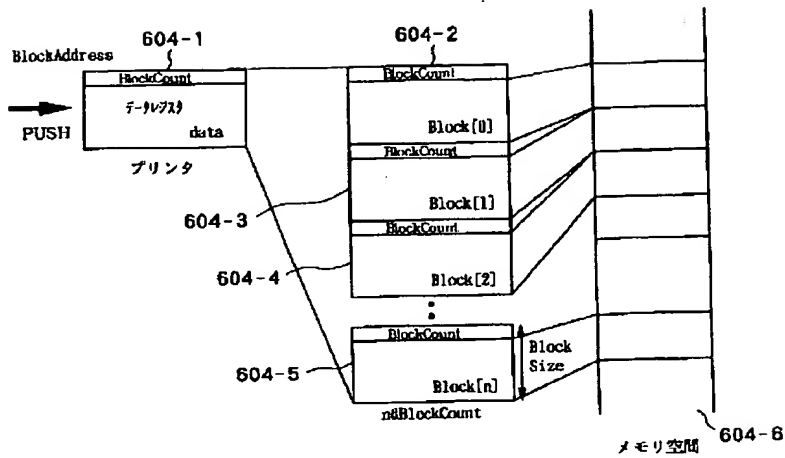 604-1
604-2
BlockAddress
BlockCount
BlockCount
データレジスタ
PUSH
data
Block[0]
BlockCount
プリンタ
Block[1]
604-3
BlockCount
604-4
Block[2]
BlockCount
Block
Size
604-5
Block[n]
n≦BlockCount
604-6
メモリ空間